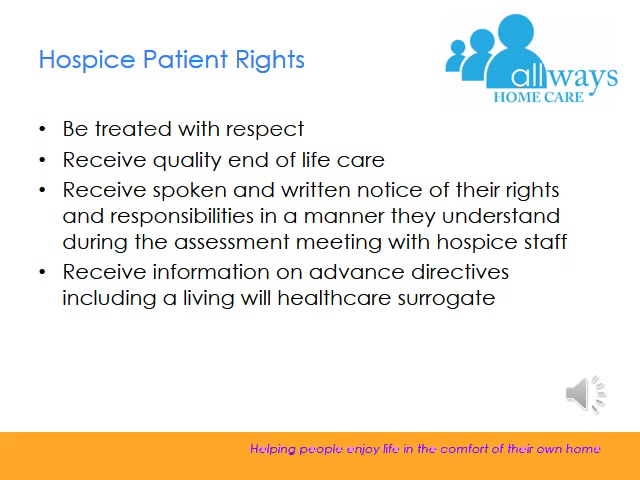 Hospice Patient Rights
allways
HOME CARE
• Be treated with respect
• Receive quality end of life care
• Receive spoken and written notice of their rights
and responsibilities in a manner they understand
during the assessment meeting with hospice staff
• Receive information on advance directives
including a living will healthcare surrogate
Helping people enjoy life in the comfort of their own home